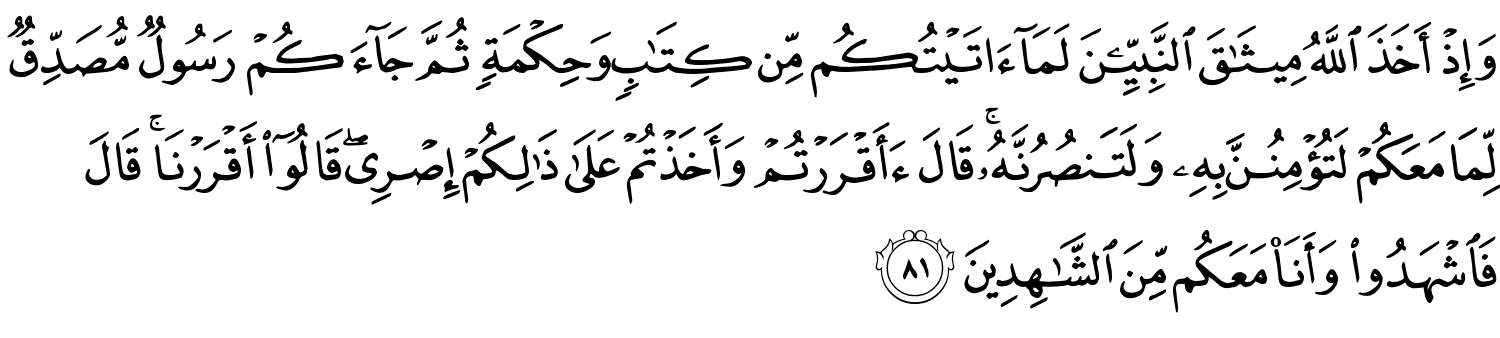 وَإِذۡ أَخَذَ ٱللَّهُ مِيثَٰقَ ٱلنَّبِيِّـۧنَ لَمَآ ءَاتَيۡتُكُم مِّن كِتَٰبٖ وَحِكۡمَةٖ ثُمَّ جَآءَكُمۡ رَسُولٞ مُّصَدِّقٞ
لِّمَا مَعَكُمۡ لَتُؤۡمِنُنَّ بِهِۦ وَلَتَنصُرُنَّهُۥۚ قَالَ ءَأَقۡرَرۡتُمۡ وَأَخَذۡتُمۡ عَلَىٰ ذَٰلِكُمۡ إِصۡرِيۖ قَالُوٓاْ أَقۡرَرۡنَاۚ قَالَ
فَٱشۡهَدُواْ وَأَنَا۠ مَعَكُم مِّنَ ٱلشَّٰهِدِينَ ٨١